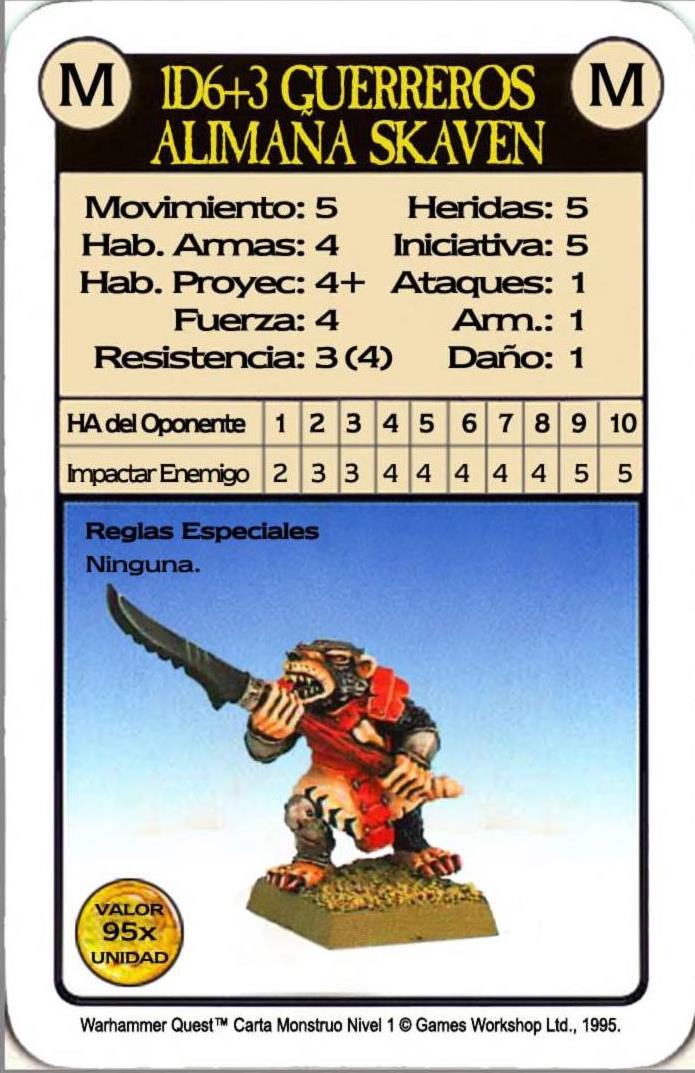 M 1D6+3 GUERREROS M
ALIMAÑA SKAVEN
Movimiento: 5 Heridas: 5
Hab. Armas: 4 Iniciativa: 5
Hab. Proyec: 4+ Ataques: 1
Fuerza: 4 Arm.: 1
Resistencia: 3 (4) Daño: 1
HA del Oponente 1 2 3 4 5 6 7 8 9 10
Impactar Enemigo 2 3 3 4 4 4 4 4 5 5
Reglas Especiales
Ninguna.
VALOR
95x
UNIDAD
Warhammer Quest™ Carta Monstruo Nivel 1 © Games Workshop Ltd., 1995.